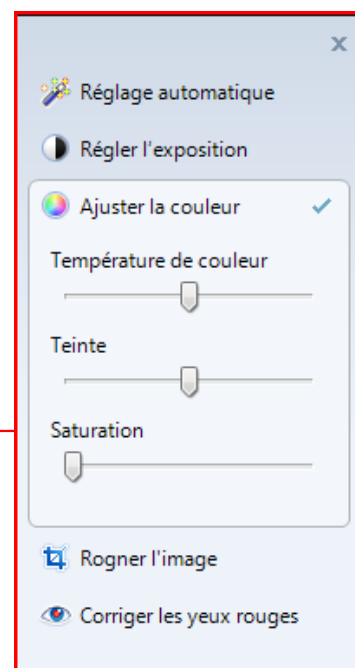 Réglage automatique
Régler l'exposition
Ajuster la couleur
Température de couleur
Teinte
Saturation
Rogner l'image
Corriger les yeux rouges